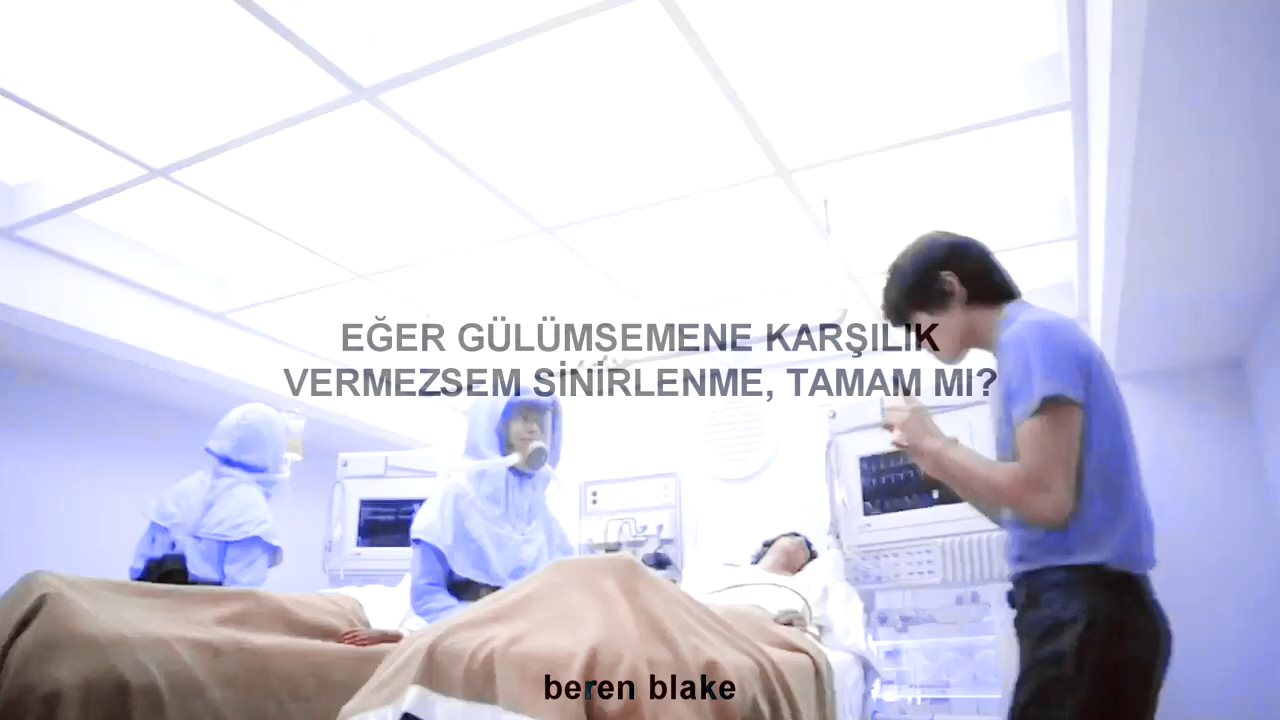 EĞER GÜLÜMSEMENE KARŞILIK
VERMEZSEM SİNİRLENME, TAMAM MI?
beren blake